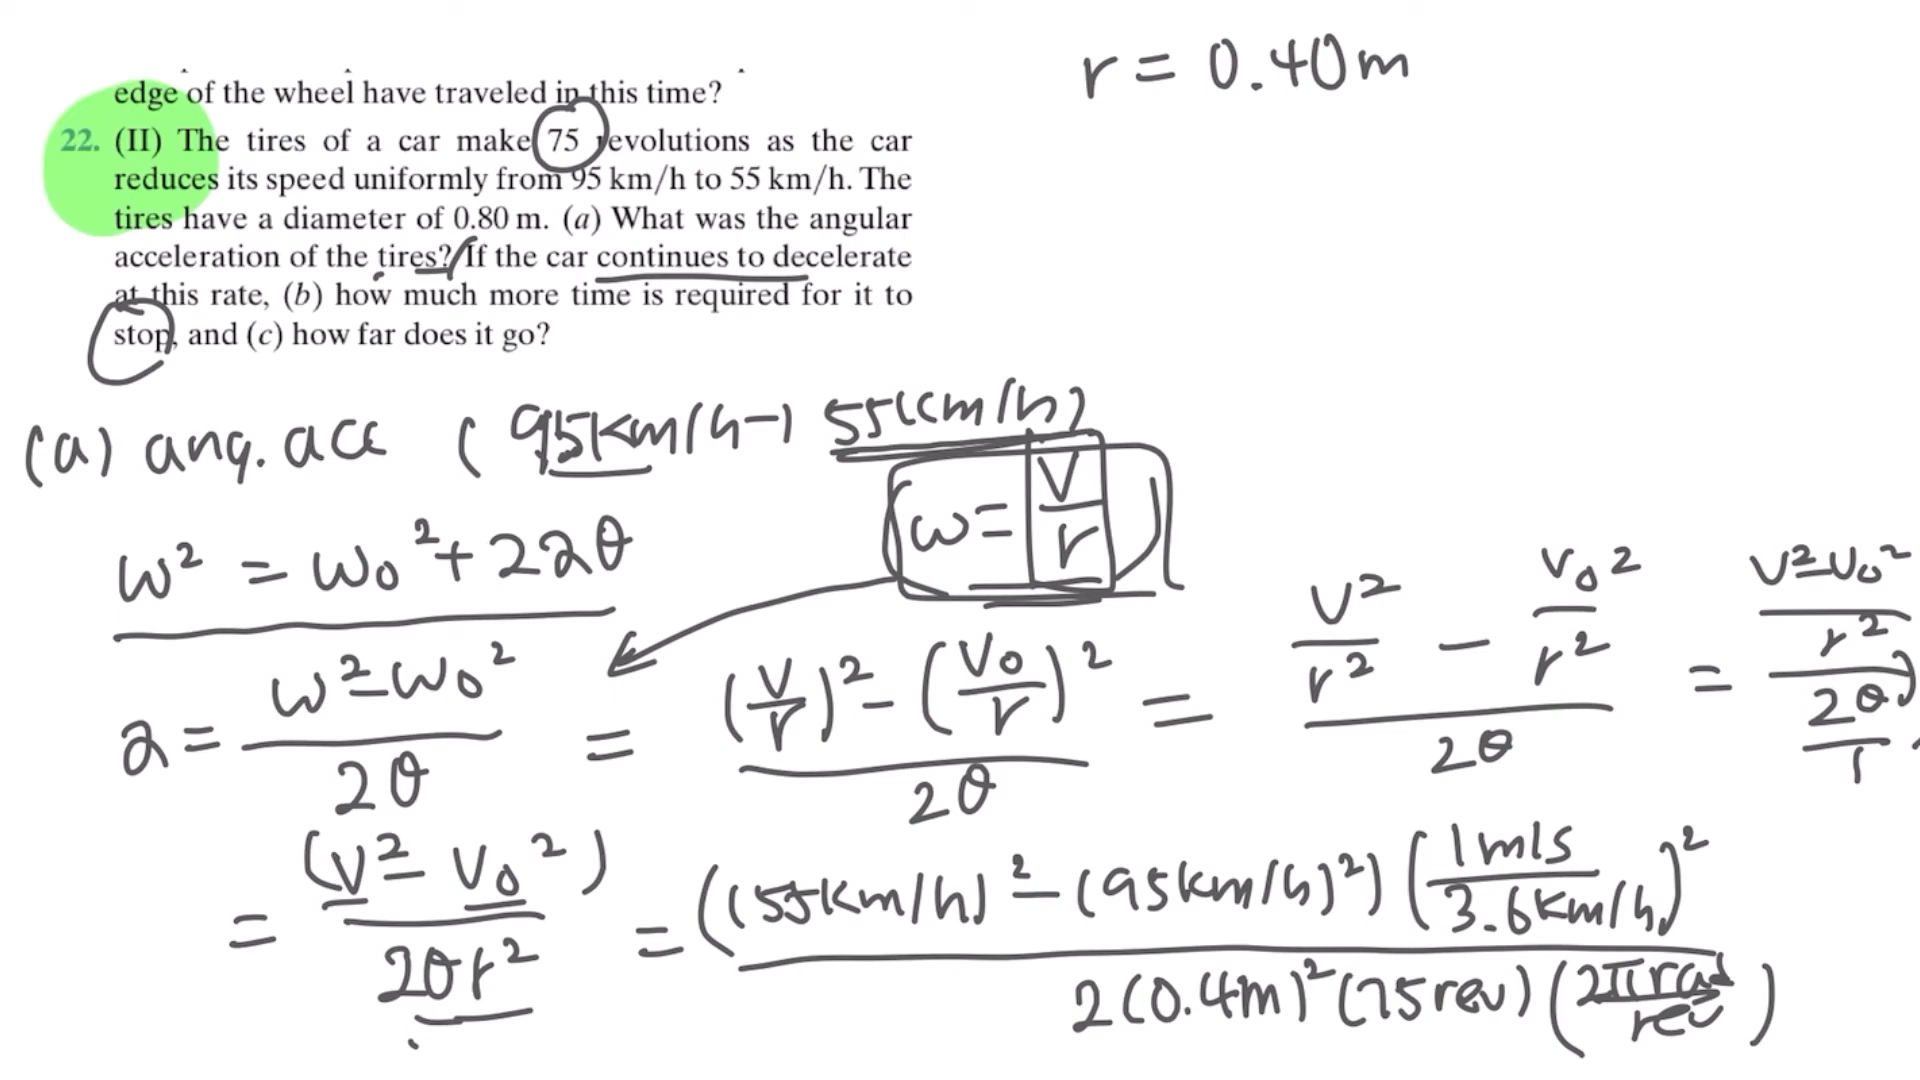 r = 0.40m
edge of the wheel have traveled in this time?
22. (II) The tires of a car make 75 revolutions as the car
reduces its speed uniformly from 95 km/h to 55 km/h. The
tires have a diameter of 0.80 m. (a) What was the angular
acceleration of the tires? If the car continues to decelerate
at this rate, (b) how much more time is required for it to
stop, and (c) how far does it go?
(a) ang. acc (95km/h → 55km/h)
(ω = v/r)
ω² = ω₀² + 2αθ
α = (ω² - ω₀²)/2θ = ((v/r)² - (v₀/r)²)/2θ = (v²/r² - v₀²/r²)/2θ = ((v² - v₀²)/r²)/(2θ/1)
= (v² - v₀²)/2θr² = ((55km/h)² - (95km/h)²)(1m/s/3.6km/h)²/2(0.4m)²(75rev)(2πrad/rev)